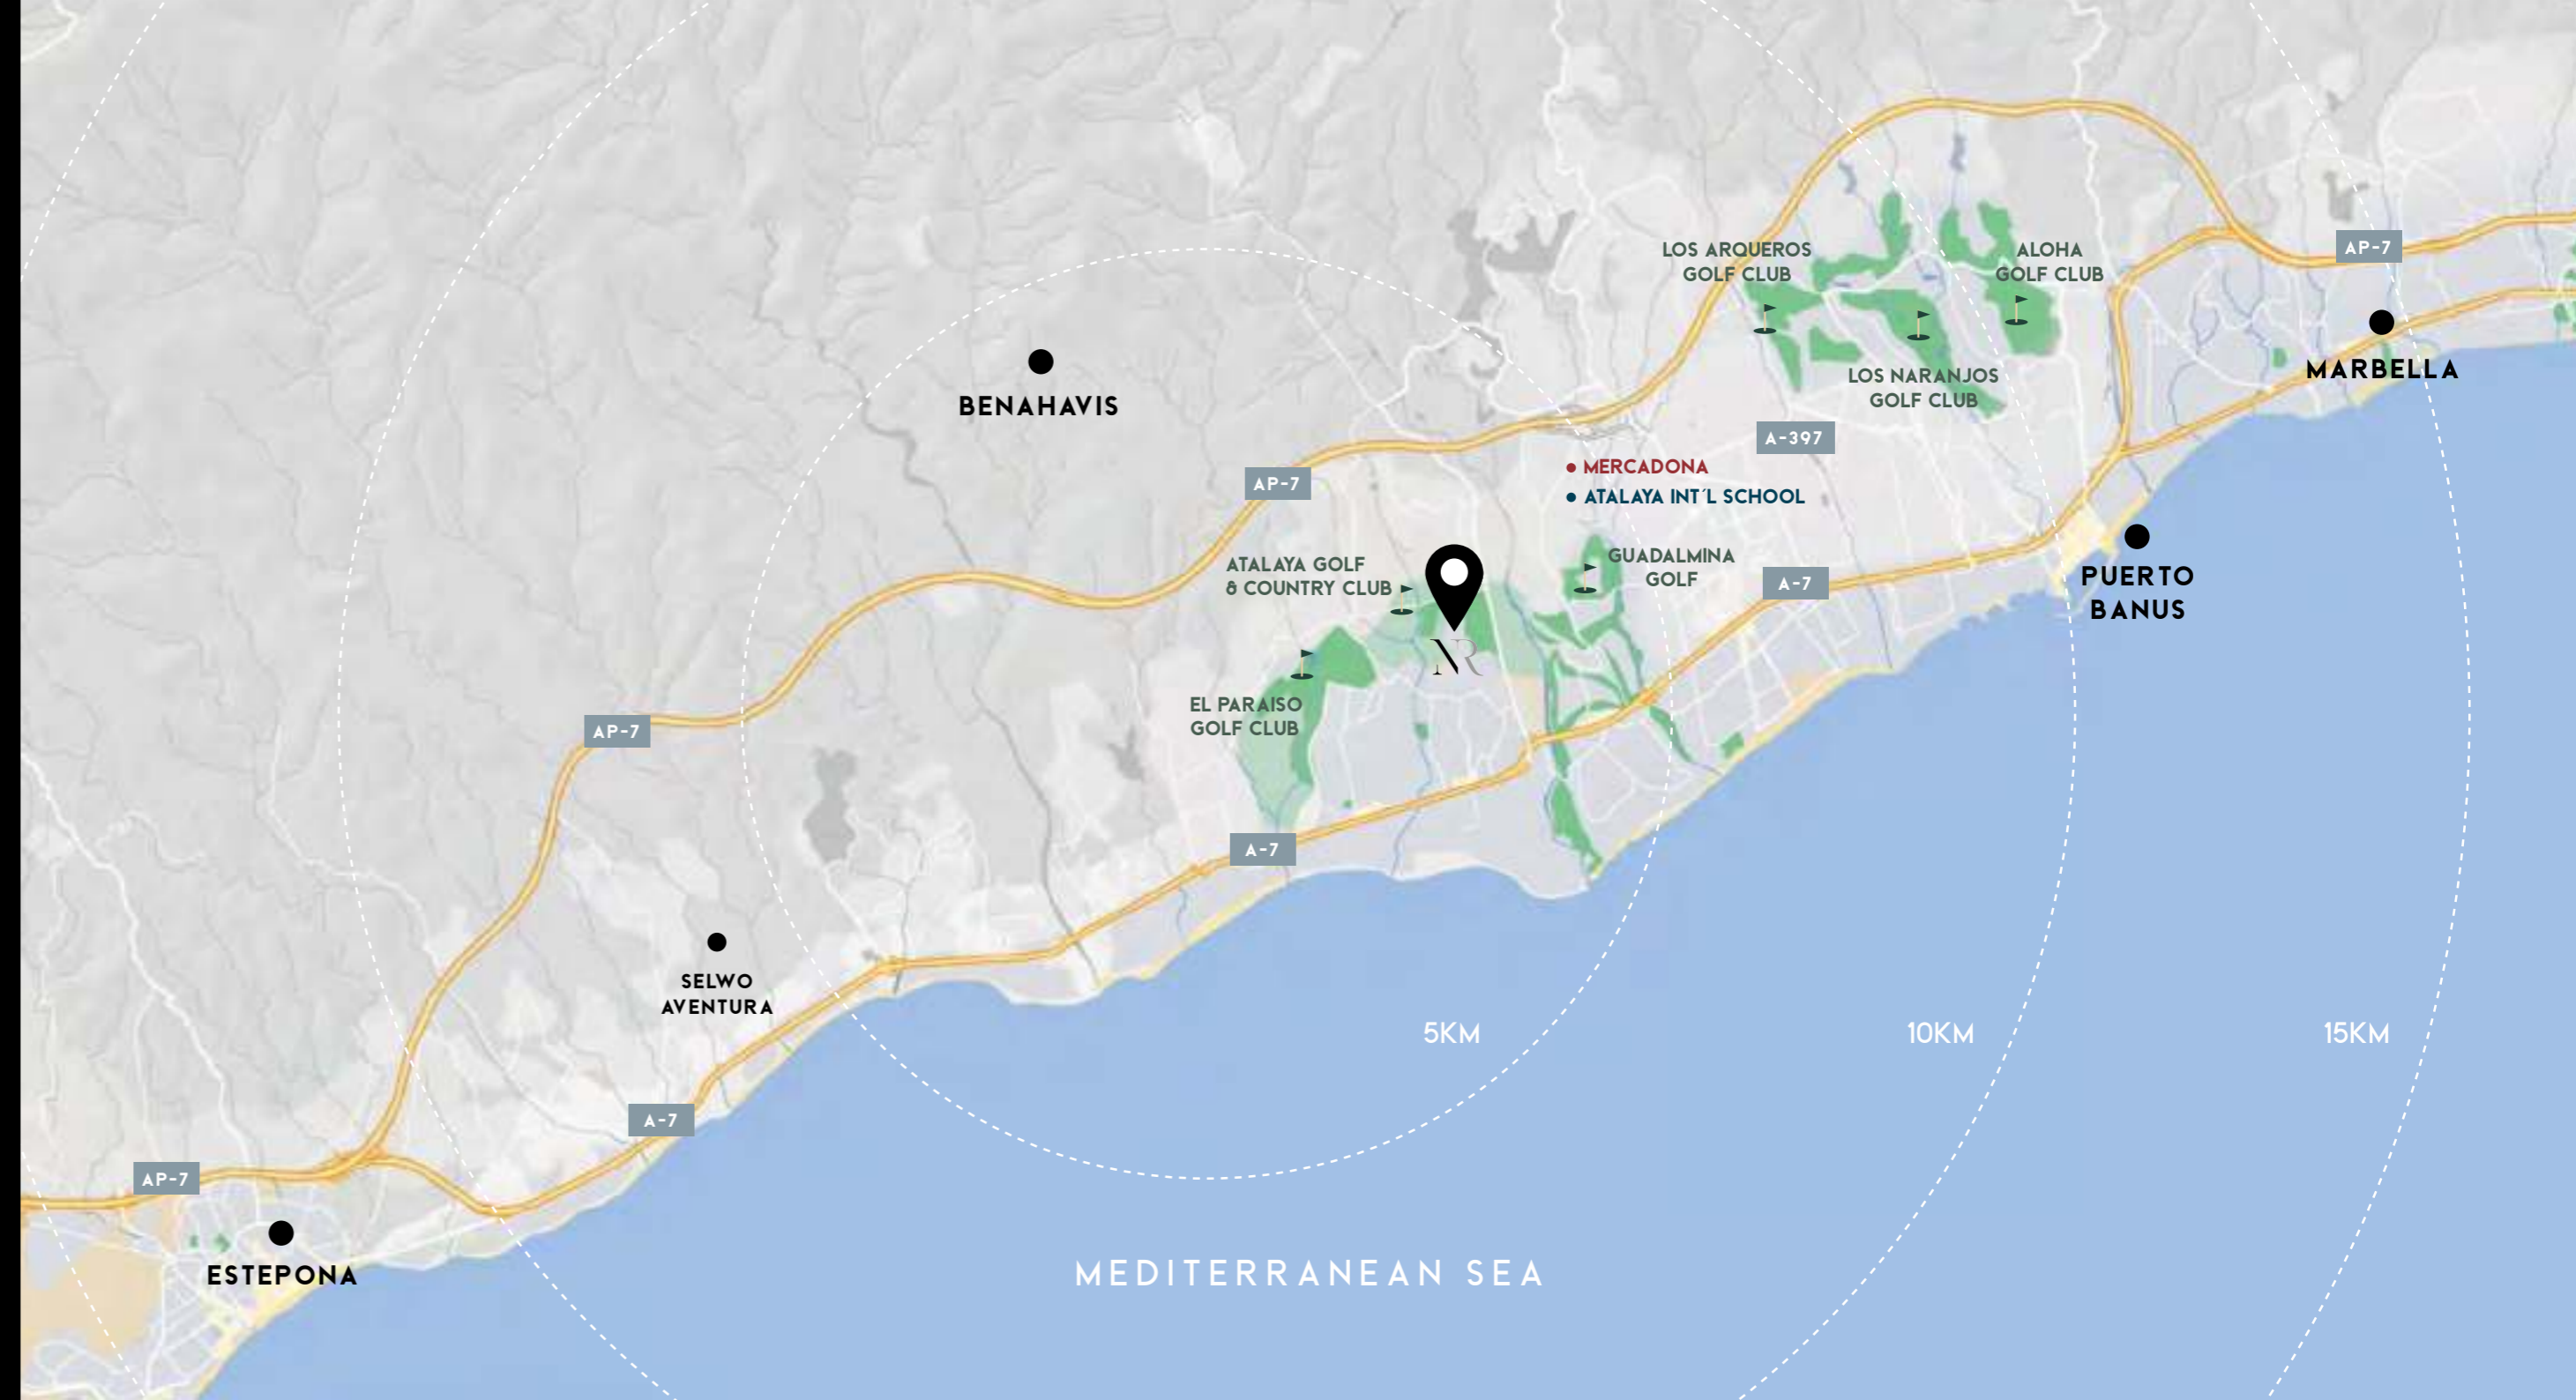 LOS ARQUEROS
GOLF CLUB
ALOHA
GOLF CLUB
AP-7
MARBELLA
BENAHAVIS
LOS NARANJOS
GOLF CLUB
A-397
MERCADONA
ATALAYA INT´L SCHOOL
AP-7
ATALAYA GOLF
& COUNTRY CLUB
GUADALMINA
GOLF
A-7
PUERTO
BANUS
NR
EL PARAISO
GOLF CLUB
AP-7
A-7
SELWO
AVENTURA
5KM
10KM
15KM
A-7
AP-7
ESTEPONA
MEDITERRANEAN SEA